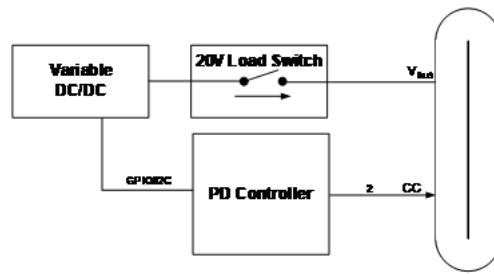 Variable
DC/DC
20V Load Switch
VBus
GPIO/I2C
PD Controller
2
CC